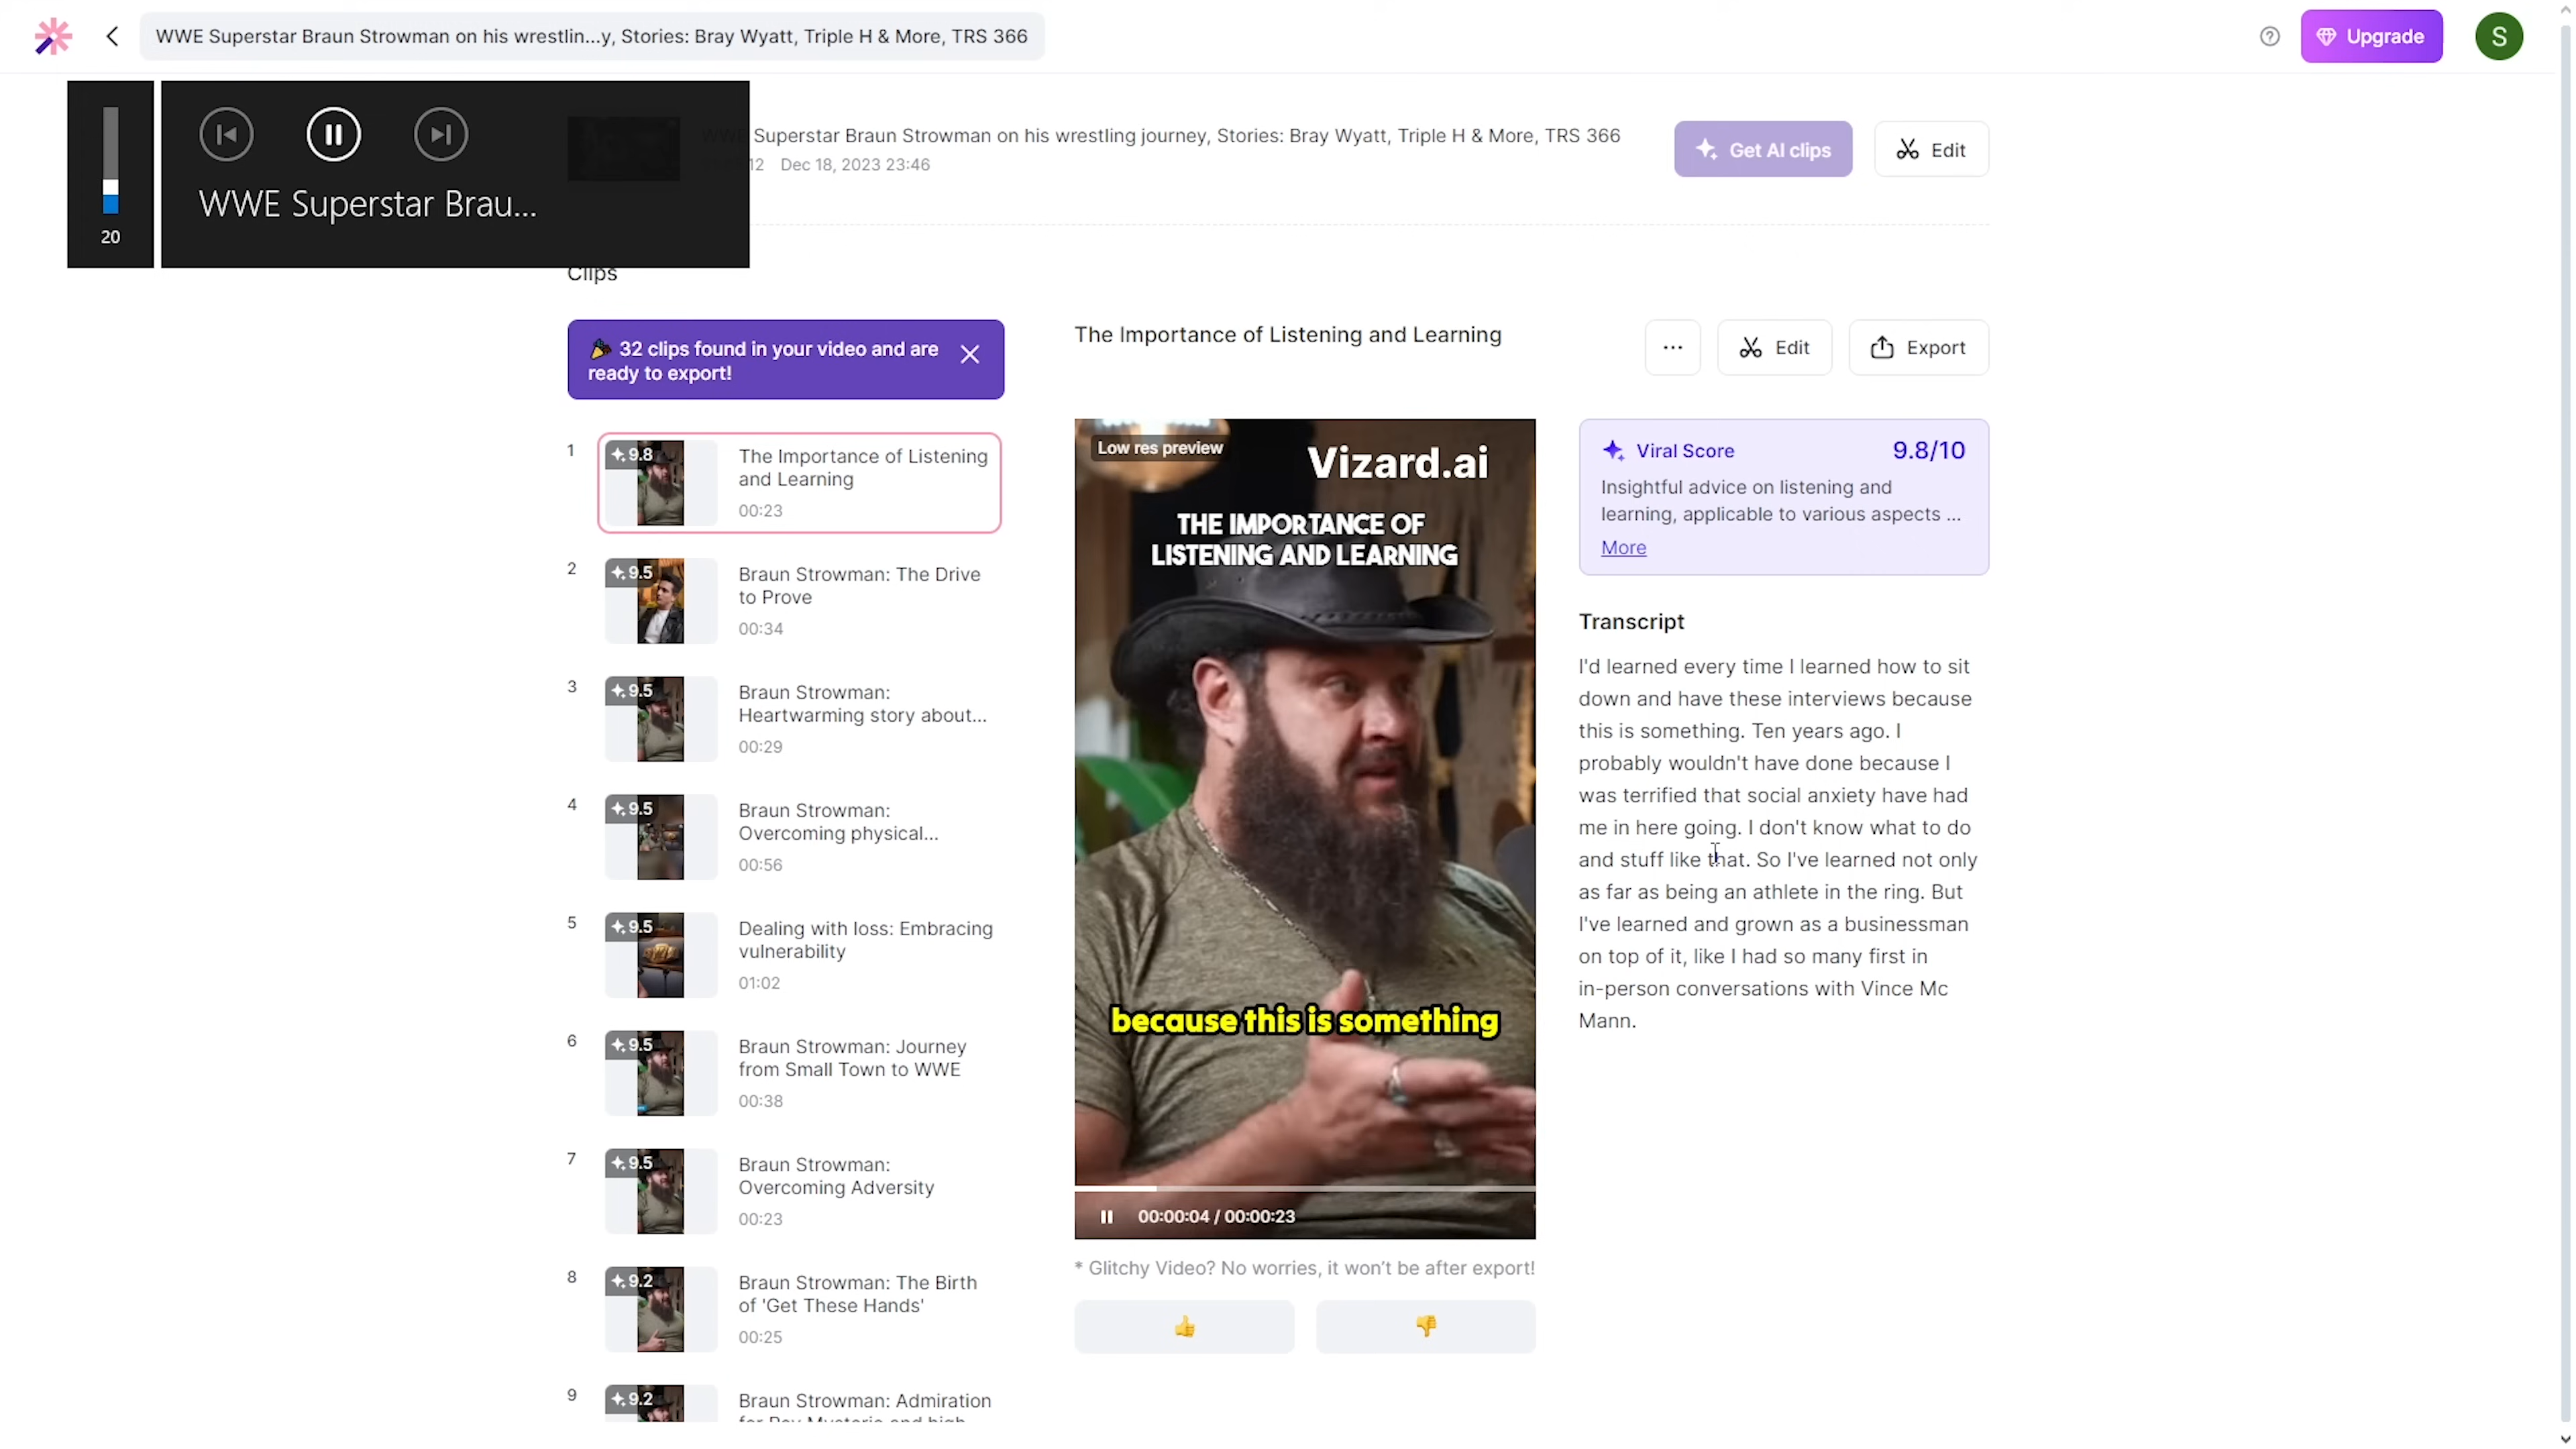 WWE Superstar Braun Strowman on his wrestlin...y, Stories: Bray Wyatt, Triple H & More, TRS 366
Upgrade
S
20
WWE Superstar Brau...
Superstar Braun Strowman on his wrestling journey, Stories: Bray Wyatt, Triple H & More, TRS 366
12 Dec 18, 2023 23:46
Get AI clips
Edit
Clips
32 clips found in your video and are
ready to export!
1
9.8
The Importance of Listening
and Learning
00:23
2
9.5
Braun Strowman: The Drive
to Prove
00:34
3
9.5
Braun Strowman:
Heartwarming story about...
00:29
4
9.5
Braun Strowman:
Overcoming physical...
00:56
5
9.5
Dealing with loss: Embracing
vulnerability
01:02
6
9.5
Braun Strowman: Journey
from Small Town to WWE
00:38
7
9.5
Braun Strowman:
Overcoming Adversity
00:23
8
9.2
Braun Strowman: The Birth
of 'Get These Hands'
00:25
9
9.2
Braun Strowman: Admiration
The Importance of Listening and Learning
...
Edit
Export
Low res preview
Vizard.ai
THE IMPORTANCE OF
LISTENING AND LEARNING
because this is something
00:00:04 / 00:00:23
* Glitchy Video? No worries, it won't be after export!
Viral Score 9.8/10
Insightful advice on listening and
learning, applicable to various aspects ...
More
Transcript
I'd learned every time I learned how to sit
down and have these interviews because
this is something. Ten years ago. I
probably wouldn't have done because I
was terrified that social anxiety have had
me in here going. I don't know what to do
and stuff like that. So I've learned not only
as far as being an athlete in the ring. But
I've learned and grown as a businessman
on top of it, like I had so many first in
in-person conversations with Vince Mc
Mann.